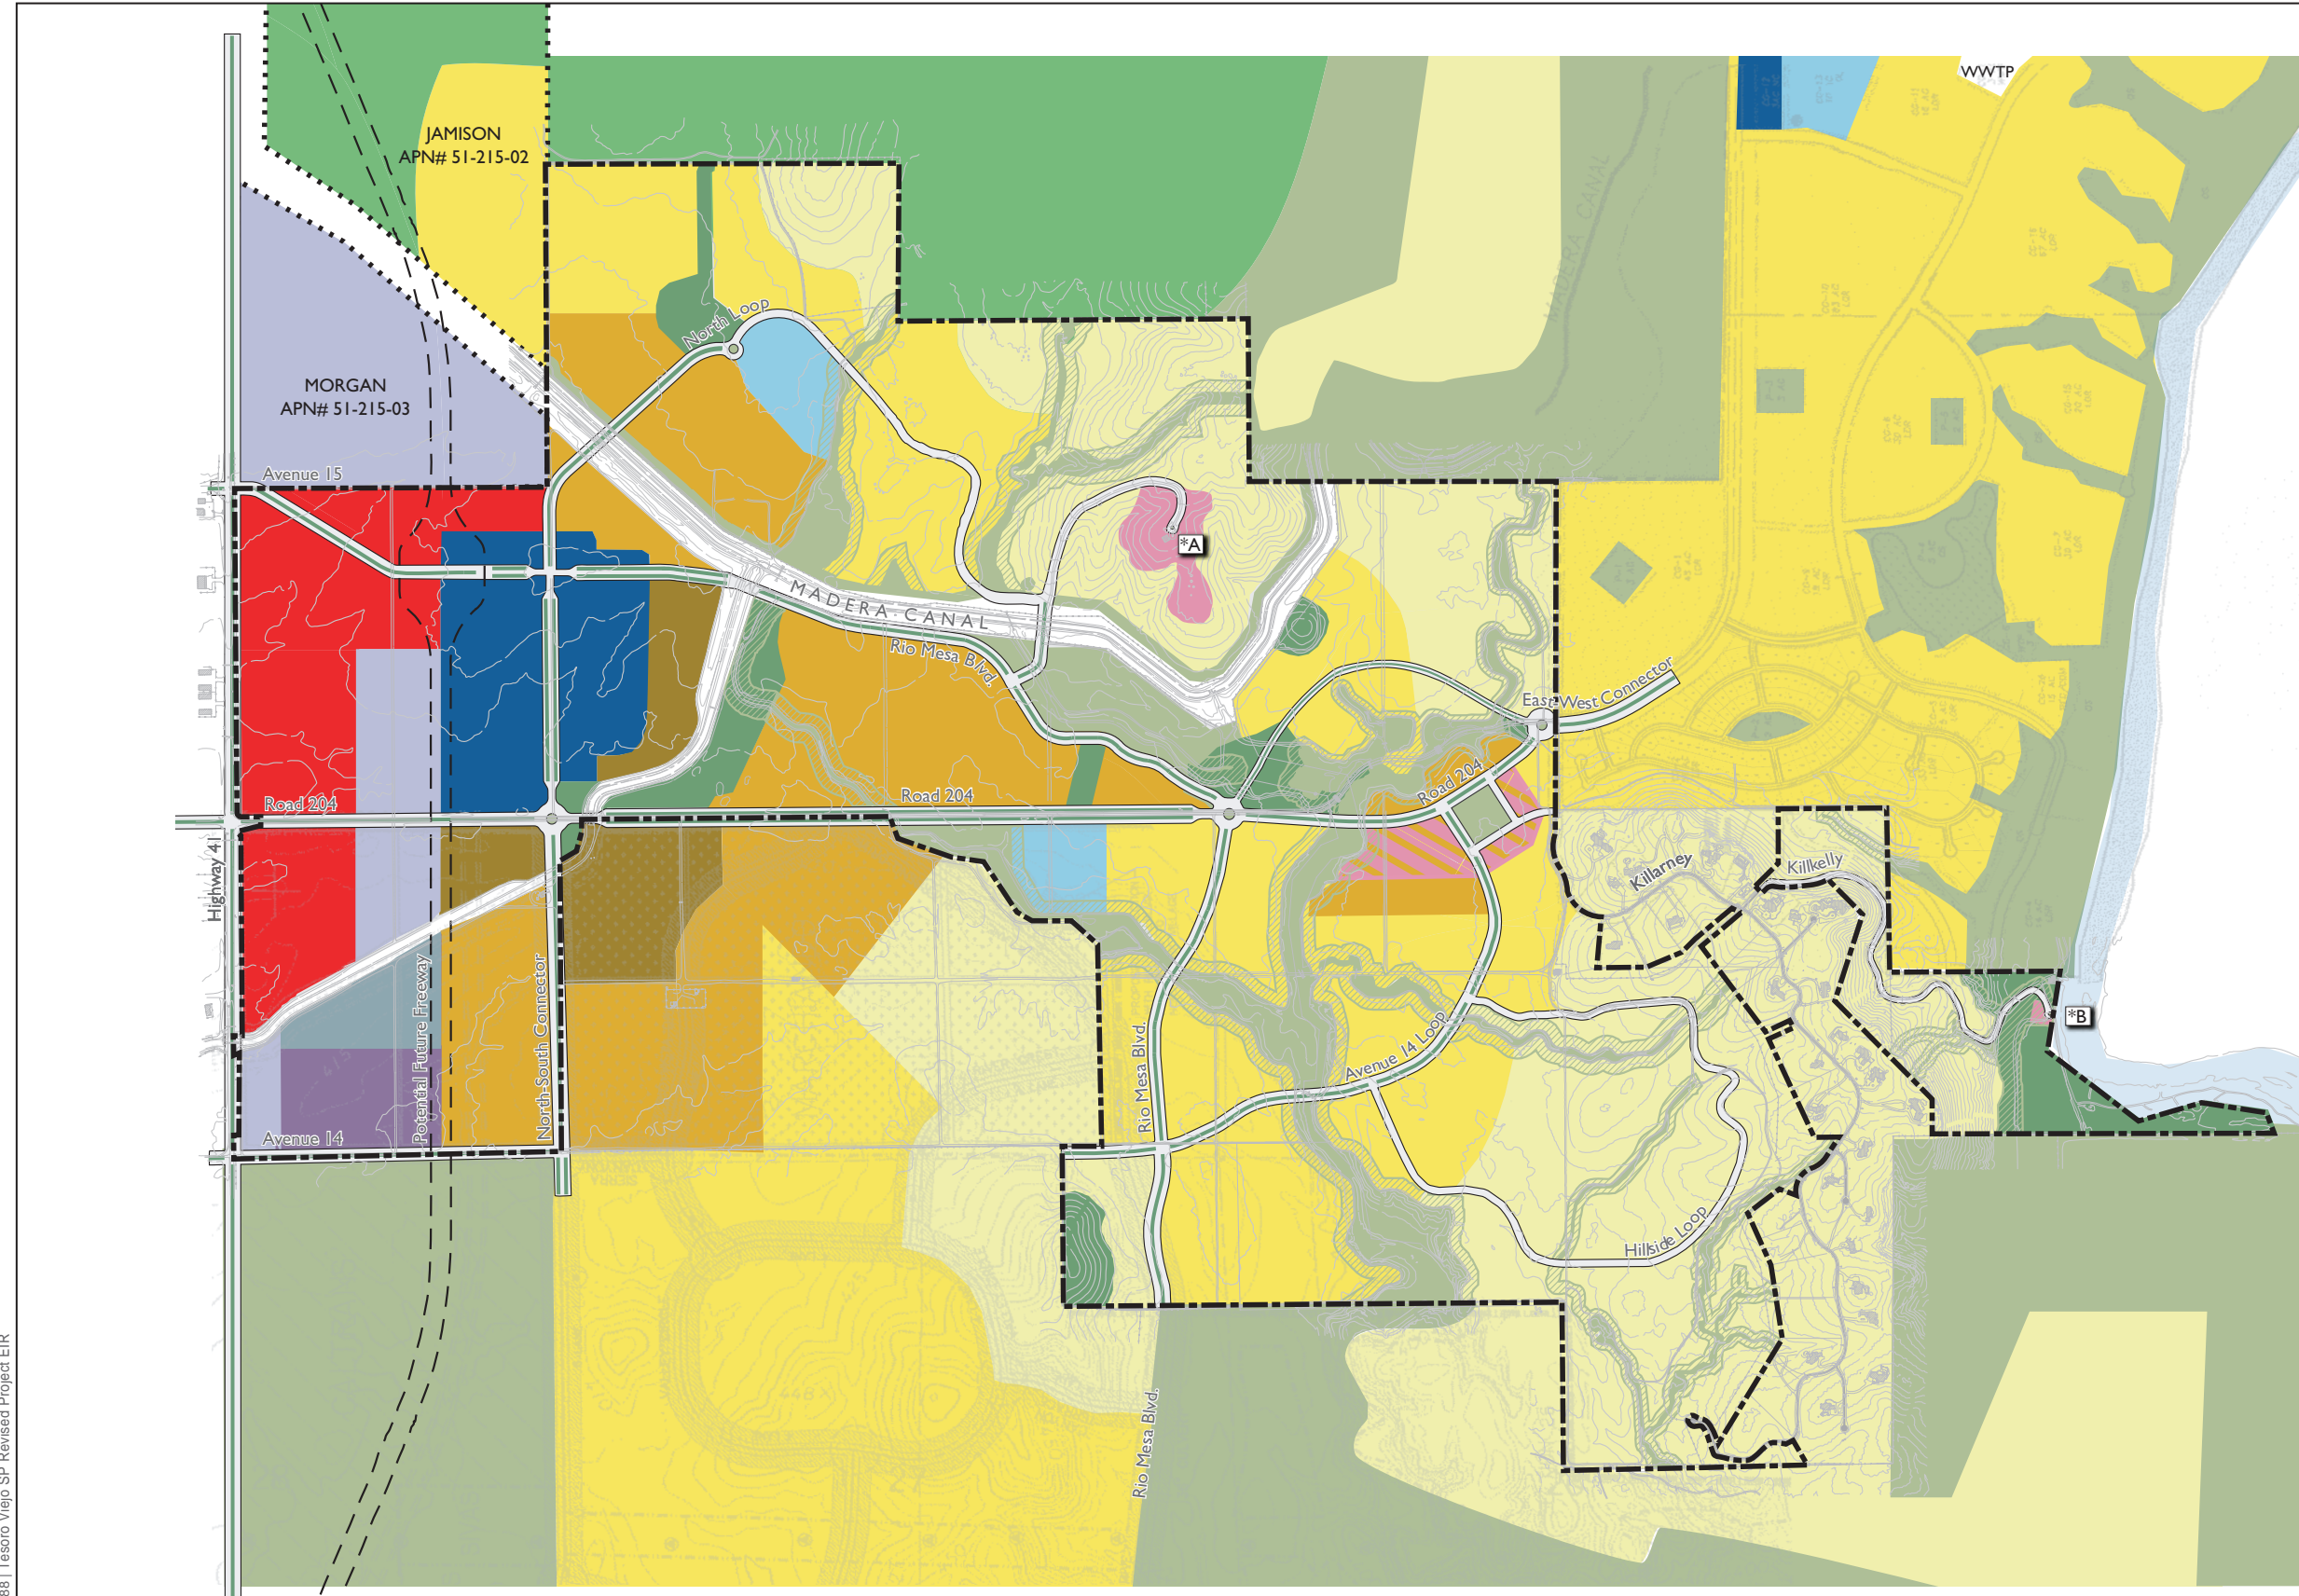 WWTP
JAMISON
APN# 51-215-02
MADERA CANAL
North Loop
MORGAN
APN# 51-215-03
Avenue 15
*A
MADERA CANAL
Rio Mesa Blvd.
East-West Connector
Road 204
Road 204
Road 204
Highway 41
Killarney
Killkelly
Potential Future Freeway
North-South Connector
*B
Rio Mesa Blvd.
Avenue 14 Loop
Avenue 14
Hillside Loop
Rio Mesa Blvd.
88 | Tesoro Viejo SP Revised Project EIR